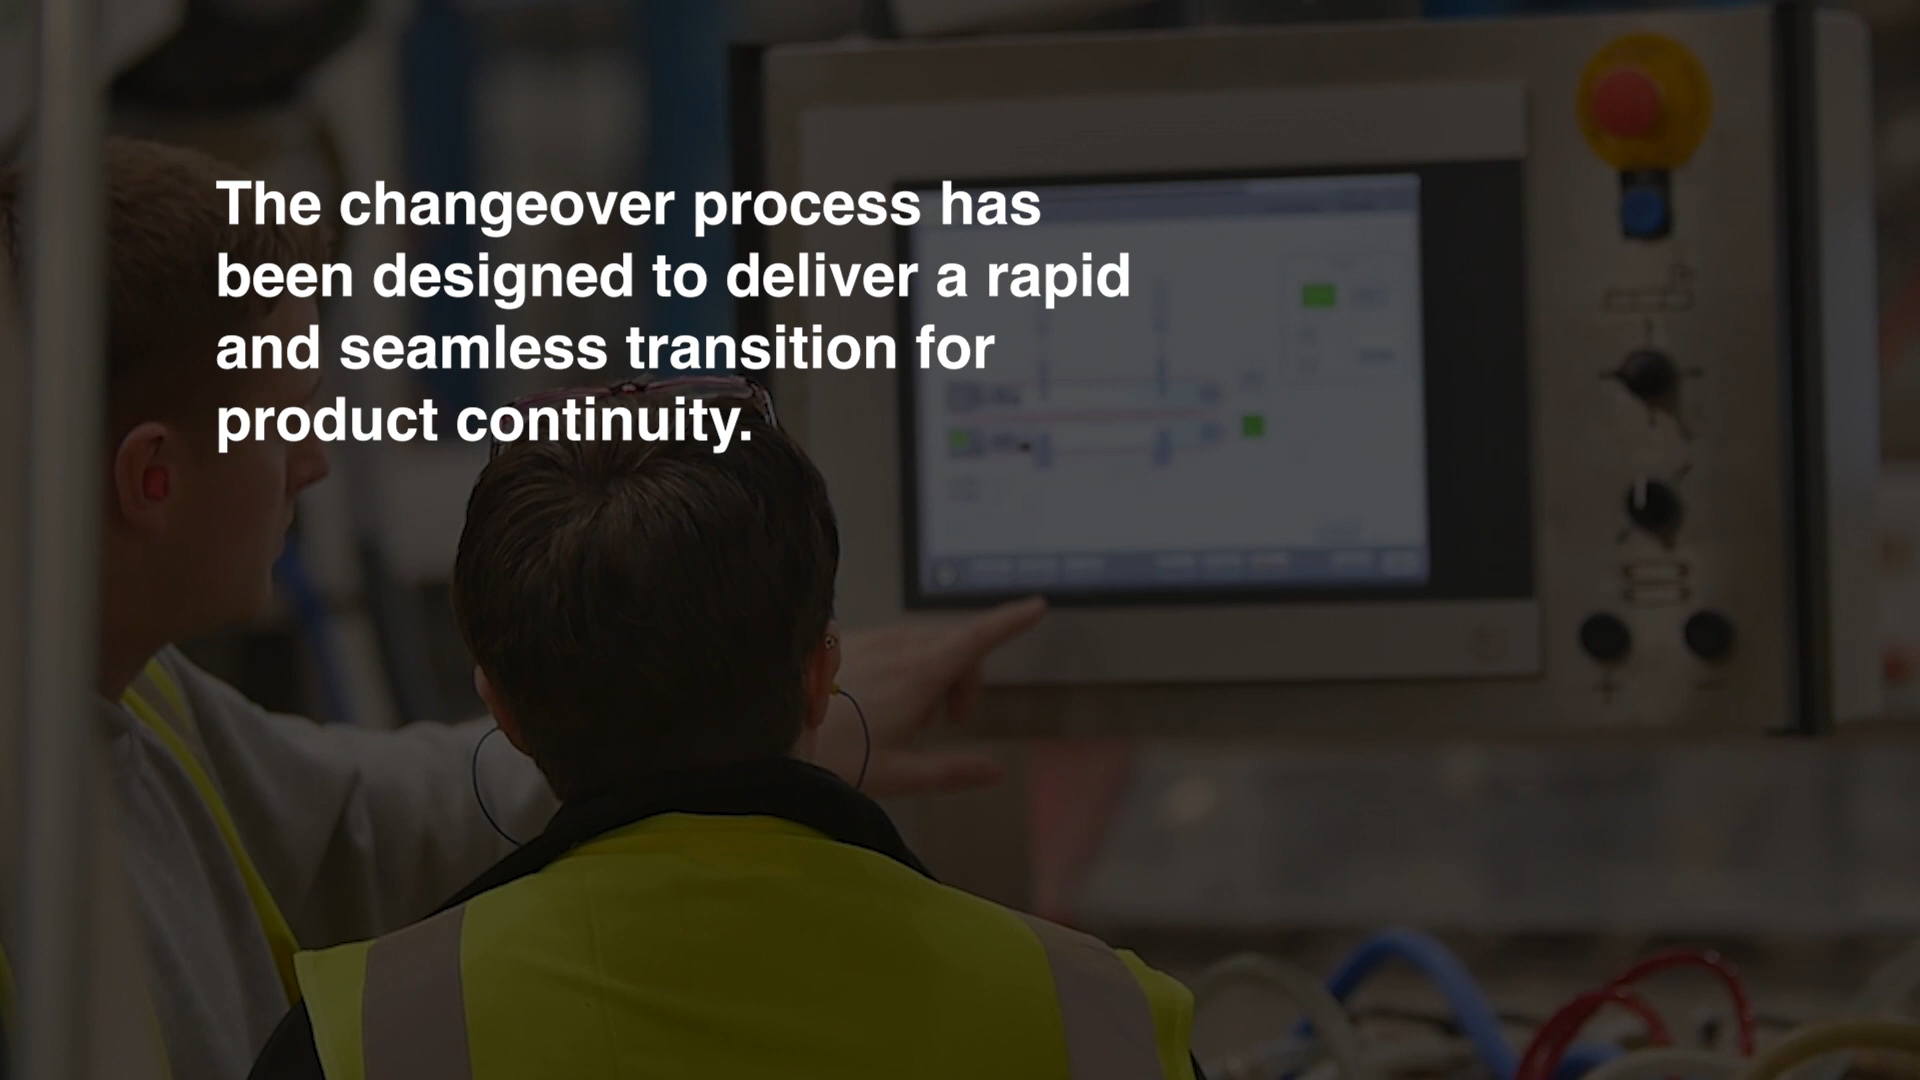 The changeover process has
been designed to deliver a rapid
and seamless transition for
product continuity.